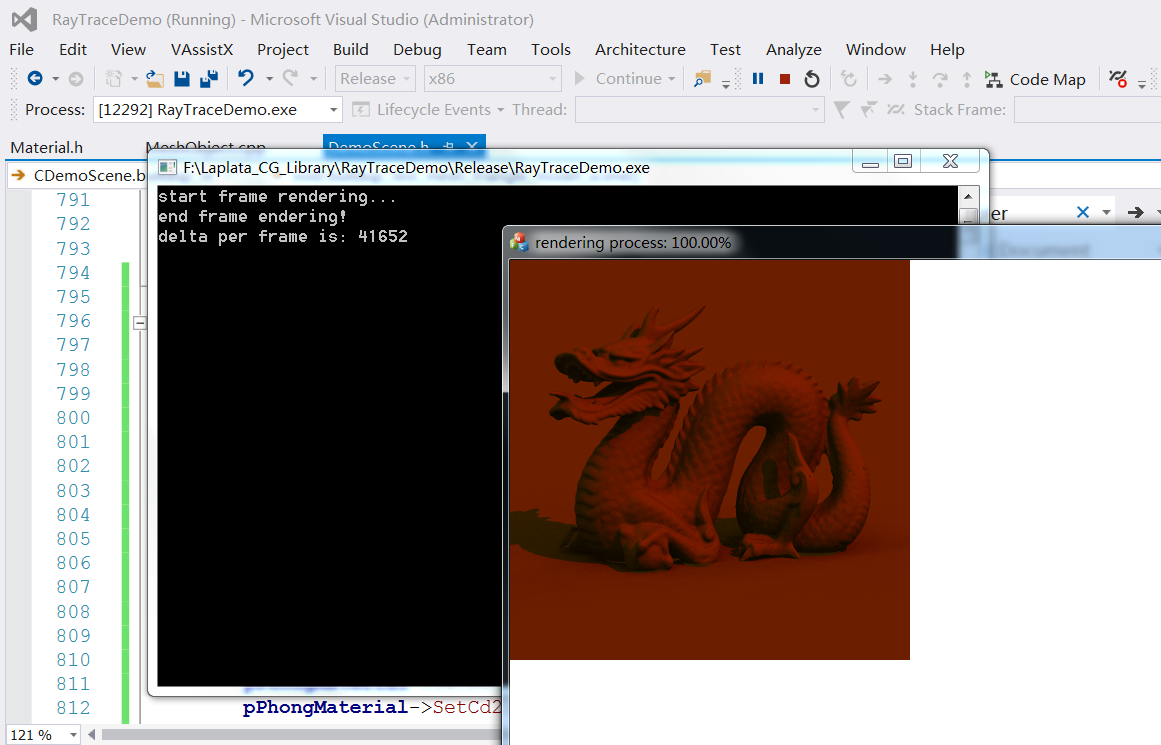 RayTraceDemo (Running) - Microsoft Visual Studio (Administrator)
File Edit View VAssistX Project Build Debug Team Tools Architecture Test Analyze Window Help
Release x86 Continue Code Map
Process: [12292] RayTraceDemo.exe Lifecycle Events Thread: Stack Frame:
Material.h MeshObject.cpp DemoScene.h
F:\Laplata_CG_Library\RayTraceDemo\Release\RayTraceDemo.exe
CDemoScene.b
start frame rendering...
end frame endering!
delta per frame is: 41652
er
rendering process: 100.00%
Document
791
792
793
794
795
796
797
798
799
800
801
802
803
804
805
806
807
808
809
810
811
812 pPhongMaterial->SetCd2
121 %